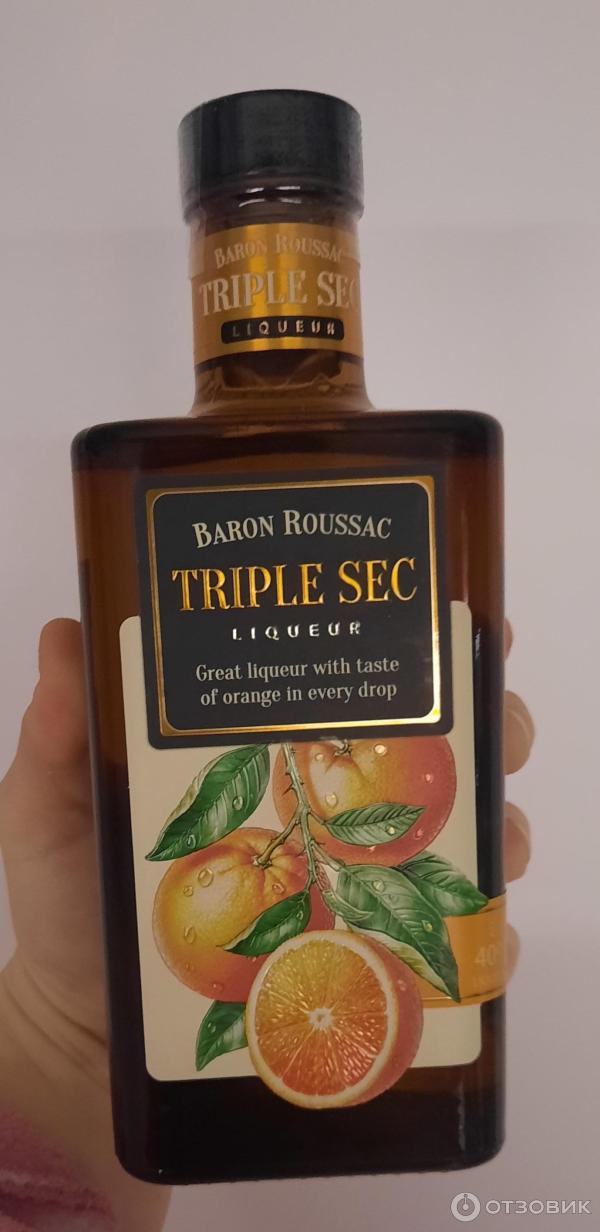 BARON ROUSSAC
TRIPLE SEC
LIQUEUR
BARON ROUSSAC
TRIPLE SEC
LIQUEUR
Great liqueur with taste
of orange in every drop
40
ОТЗОВИК